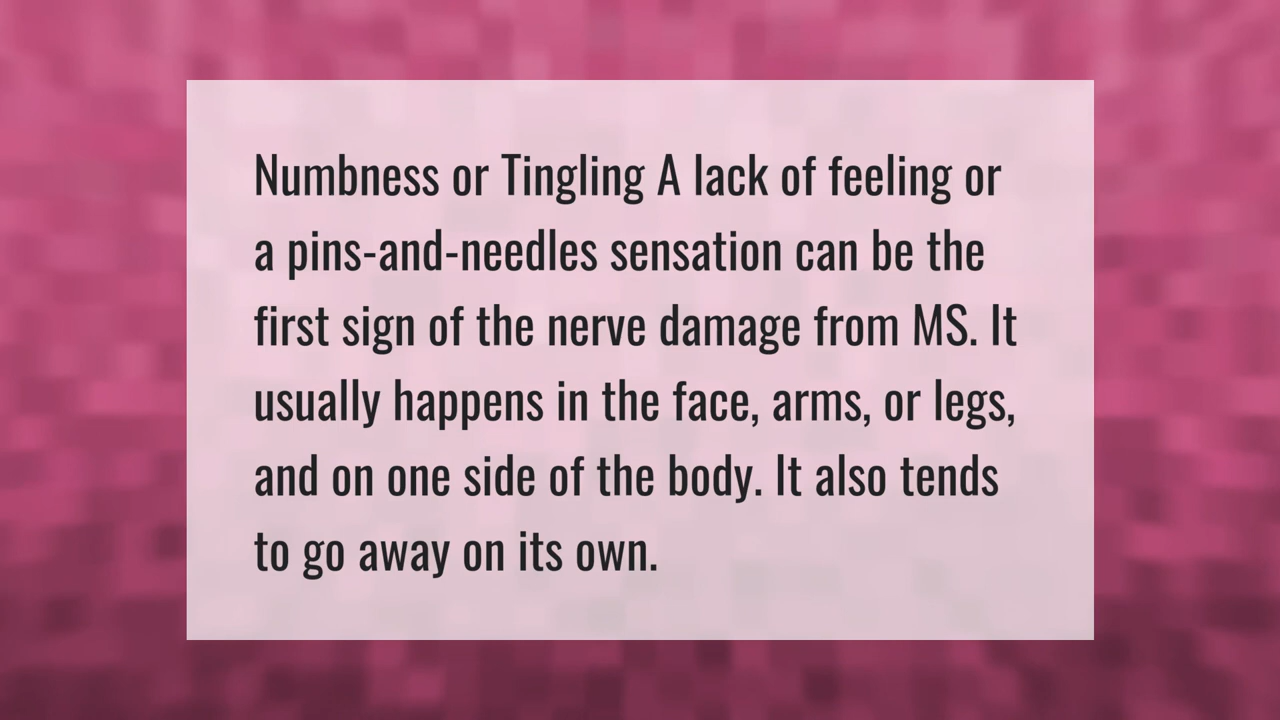 Numbness or Tingling A lack of feeling or
a pins-and-needles sensation can be the
first sign of the nerve damage from MS. It
usually happens in the face, arms, or legs,
and on one side of the body. It also tends
to go away on its own.